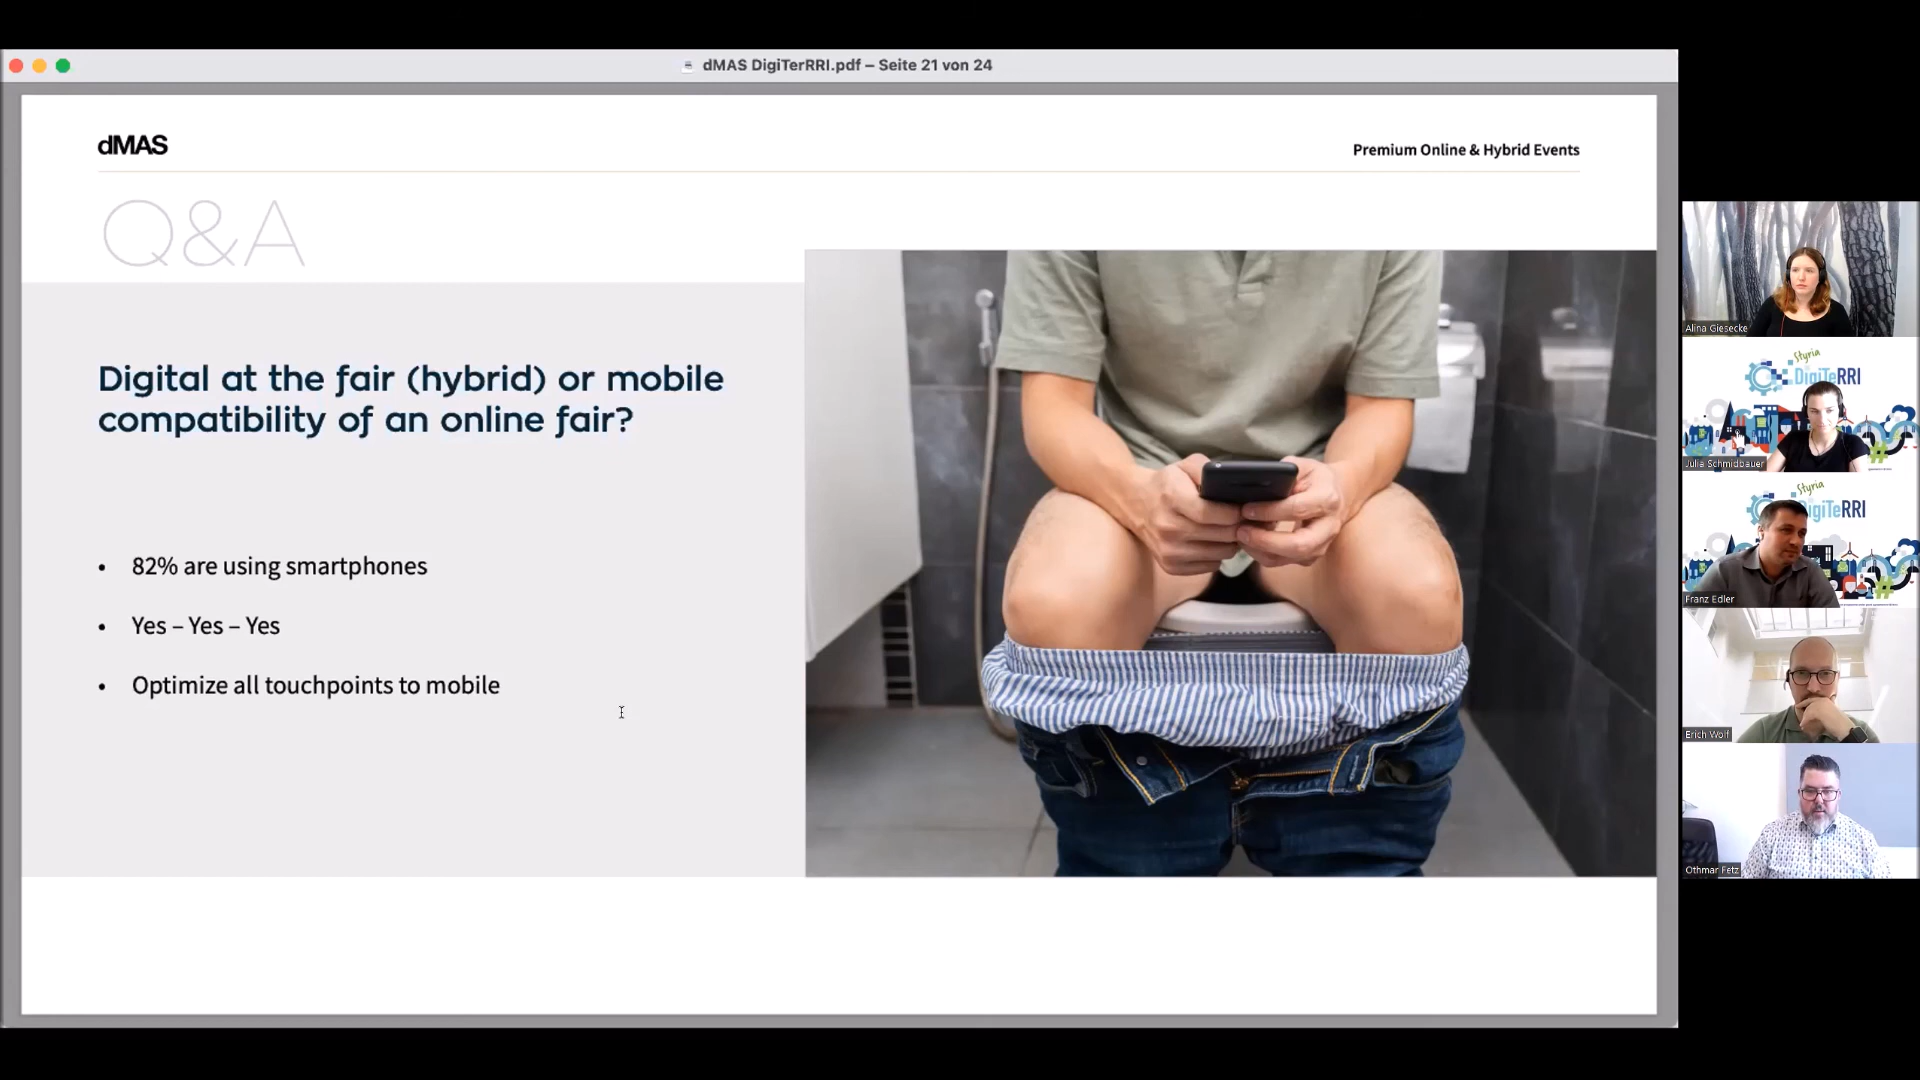 dMAS DigiTerRRI.pdf – Seite 21 von 24
dMAS
Premium Online & Hybrid Events
Q&A
Digital at the fair (hybrid) or mobile
compatibility of an online fair?
• 82% are using smartphones
• Yes – Yes – Yes
• Optimize all touchpoints to mobile
Alina Giesecke
Styria
DigiTeRRI
Julia Schmidbauer
Styria
DigiTeRRI
Franz Edler
Erich Wolf
Othmar Fetz